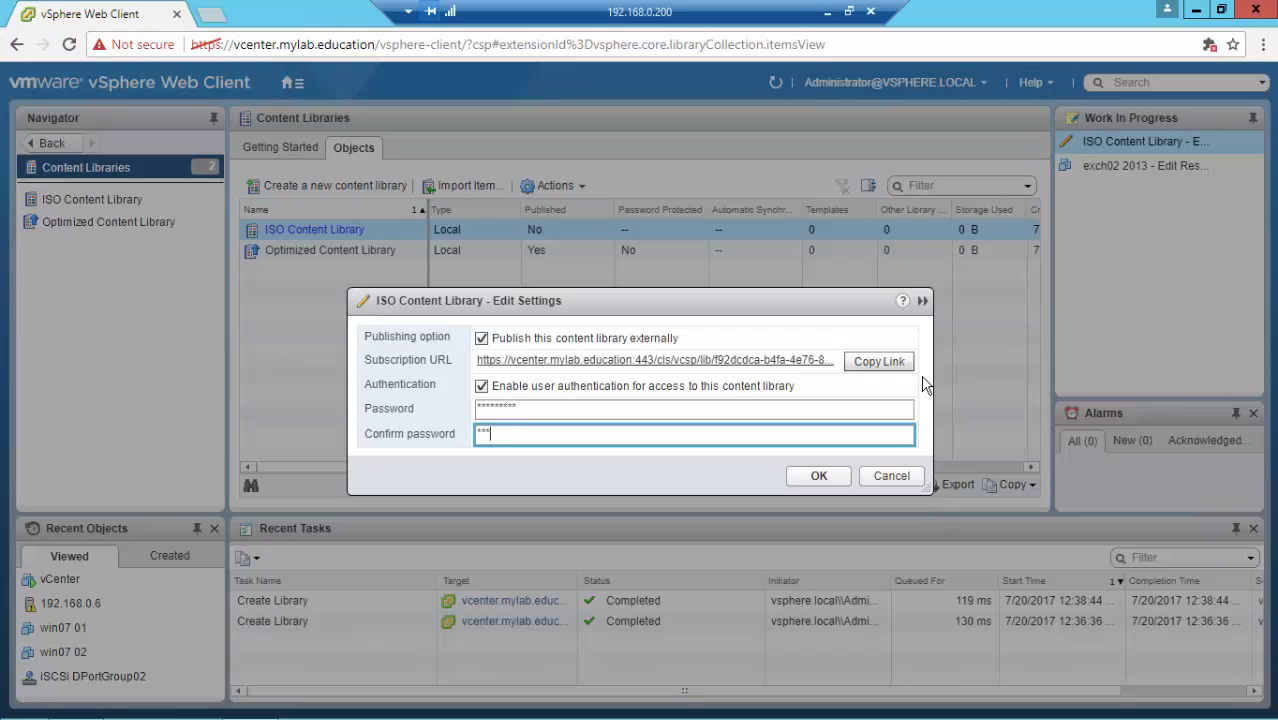 vSphere Web Client
192.168.0.200
Not secure https://vcenter.mylab.education/vsphere-client/?csp#extensionId%3Dvsphere.core.libraryCollection.itemsView
vmware vSphere Web Client
Administrator@VSPHERE.LOCAL
Help
Search
Navigator
Back
Content Libraries 2
ISO Content Library
Optimized Content Library
Content Libraries
Getting Started Objects
Create a new content library Import Item... Actions Filter
Name 1 Type Published Password Protected Automatic Synchr... Templates Other Library ... Storage Used Cr
ISO Content Library Local No -- -- 0 0 0 B 7
Optimized Content Library Local Yes No -- 0 0 0 B 7
ISO Content Library - Edit Settings ?
Publishing option Publish this content library externally
Subscription URL https://vcenter.mylab.education:443/cls/vcsp/lib/f92dcdca-b4fa-4e76-8... Copy Link
Authentication Enable user authentication for access to this content library
Password *********
Confirm password ***
OK Cancel
Export Copy
Work In Progress
ISO Content Library - E...
exch02 2013 - Edit Res...
Alarms
All (0) New (0) Acknowledged...
Recent Objects
Viewed Created
vCenter
192.168.0.6
win07 01
win07 02
iSCSi DPortGroup02
Recent Tasks
Filter
Task Name Target Status Initiator Queued For Start Time 1 Completion Time
Create Library vcenter.mylab.educ... Completed vsphere.local\\Admi... 119 ms 7/20/2017 12:38:44 ... 7/20/2017 12:38:44 ...
Create Library vcenter.mylab.educ... Completed vsphere.local\\Admi... 130 ms 7/20/2017 12:36:36 ... 7/20/2017 12:36:36 ...